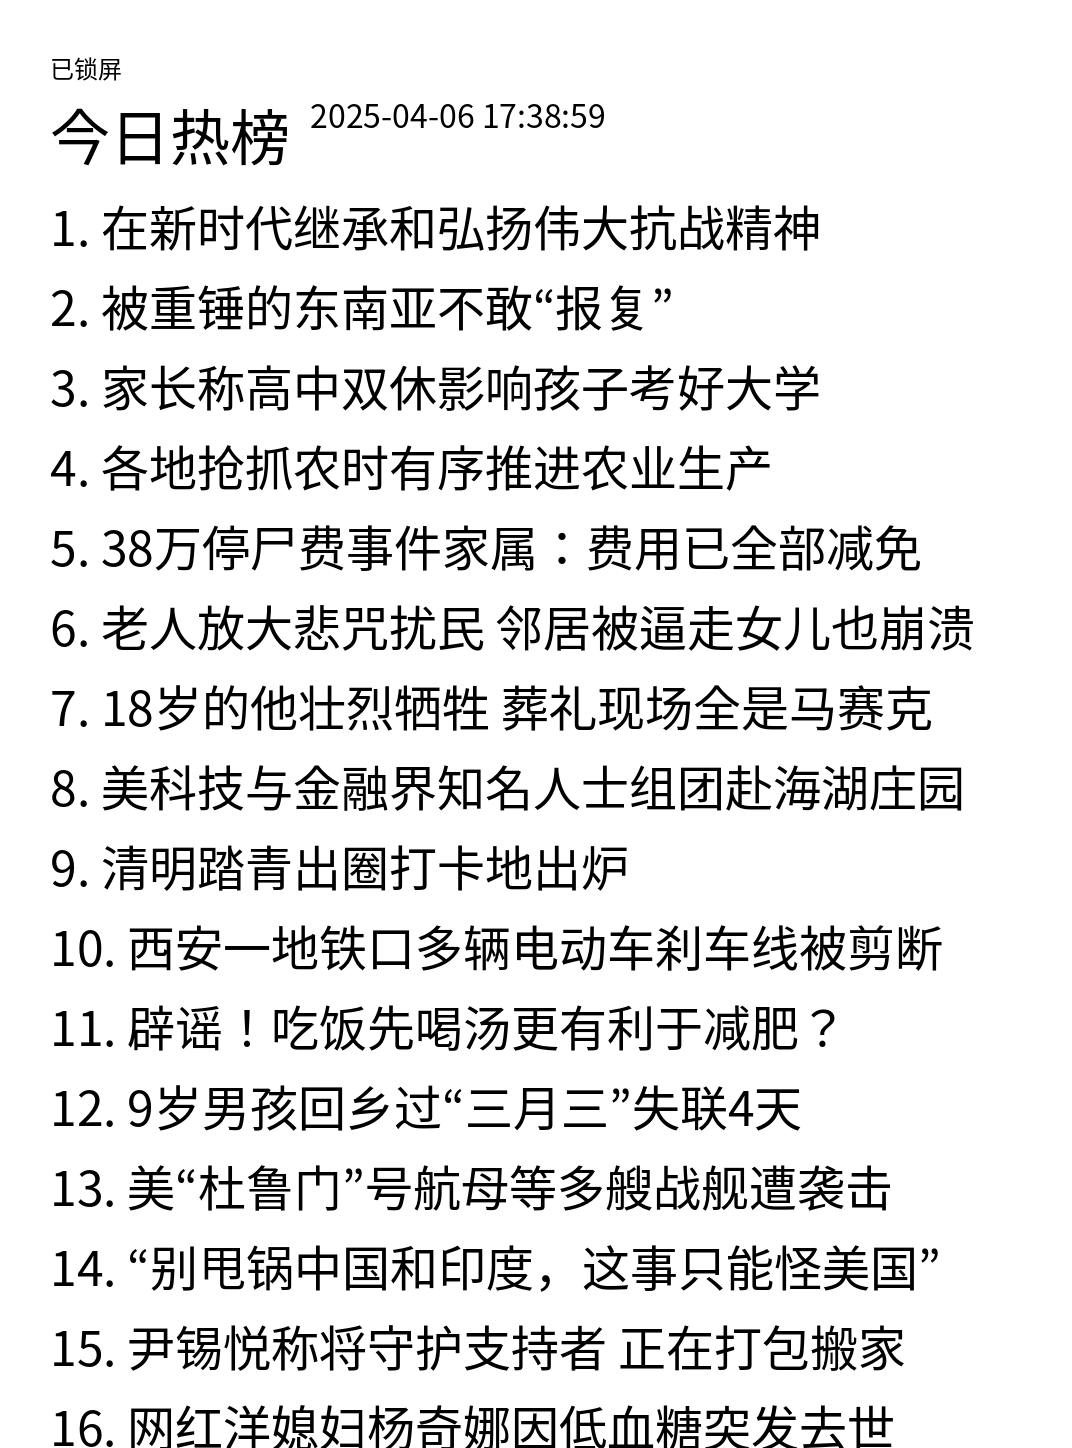 已锁屏
今日热榜 2025-04-06 17:38:59
1. 在新时代继承和弘扬伟大抗战精神
2. 被重锤的东南亚不敢“报复”
3. 家长称高中双休影响孩子考好大学
4. 各地抢抓农时有序推进农业生产
5. 38万停尸费事件家属：费用已全部减免
6. 老人放大悲咒扰民 邻居被逼走女儿也崩溃
7. 18岁的他壮烈牺牲 葬礼现场全是马赛克
8. 美科技与金融界知名人士组团赴海湖庄园
9. 清明踏青出圈打卡地出炉
10. 西安一地铁口多辆电动车刹车线被剪断
11. 辟谣！吃饭先喝汤更有利于减肥？
12. 9岁男孩回乡过“三月三”失联4天
13. 美“杜鲁门”号航母等多艘战舰遭袭击
14. “别甩锅中国和印度，这事只能怪美国”
15. 尹锡悦称将守护支持者 正在打包搬家
16. 网红洋媳妇杨奇娜因低血糖突发去世